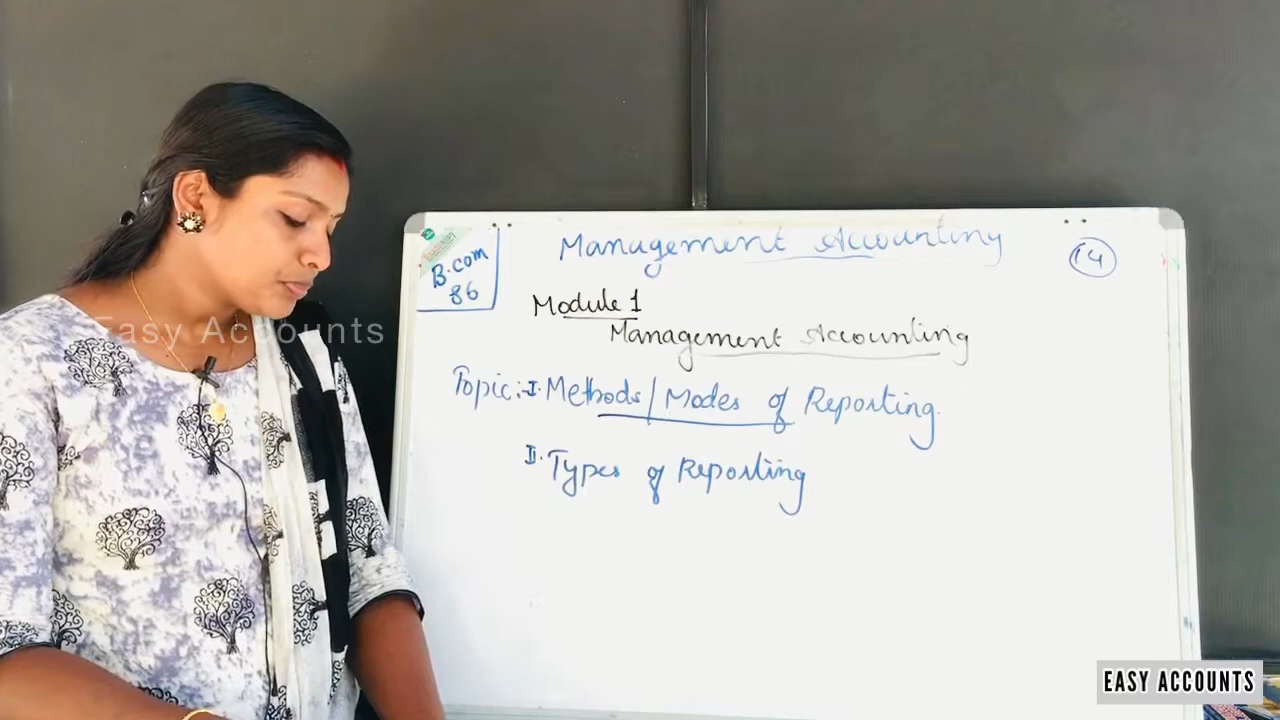 Management Accounting
14
B.com
86
Module 1
Management Accounting
Topic:- I. Methods/Modes of Reporting.
II. Types of Reporting
Easy Accounts
EASY ACCOUNTS